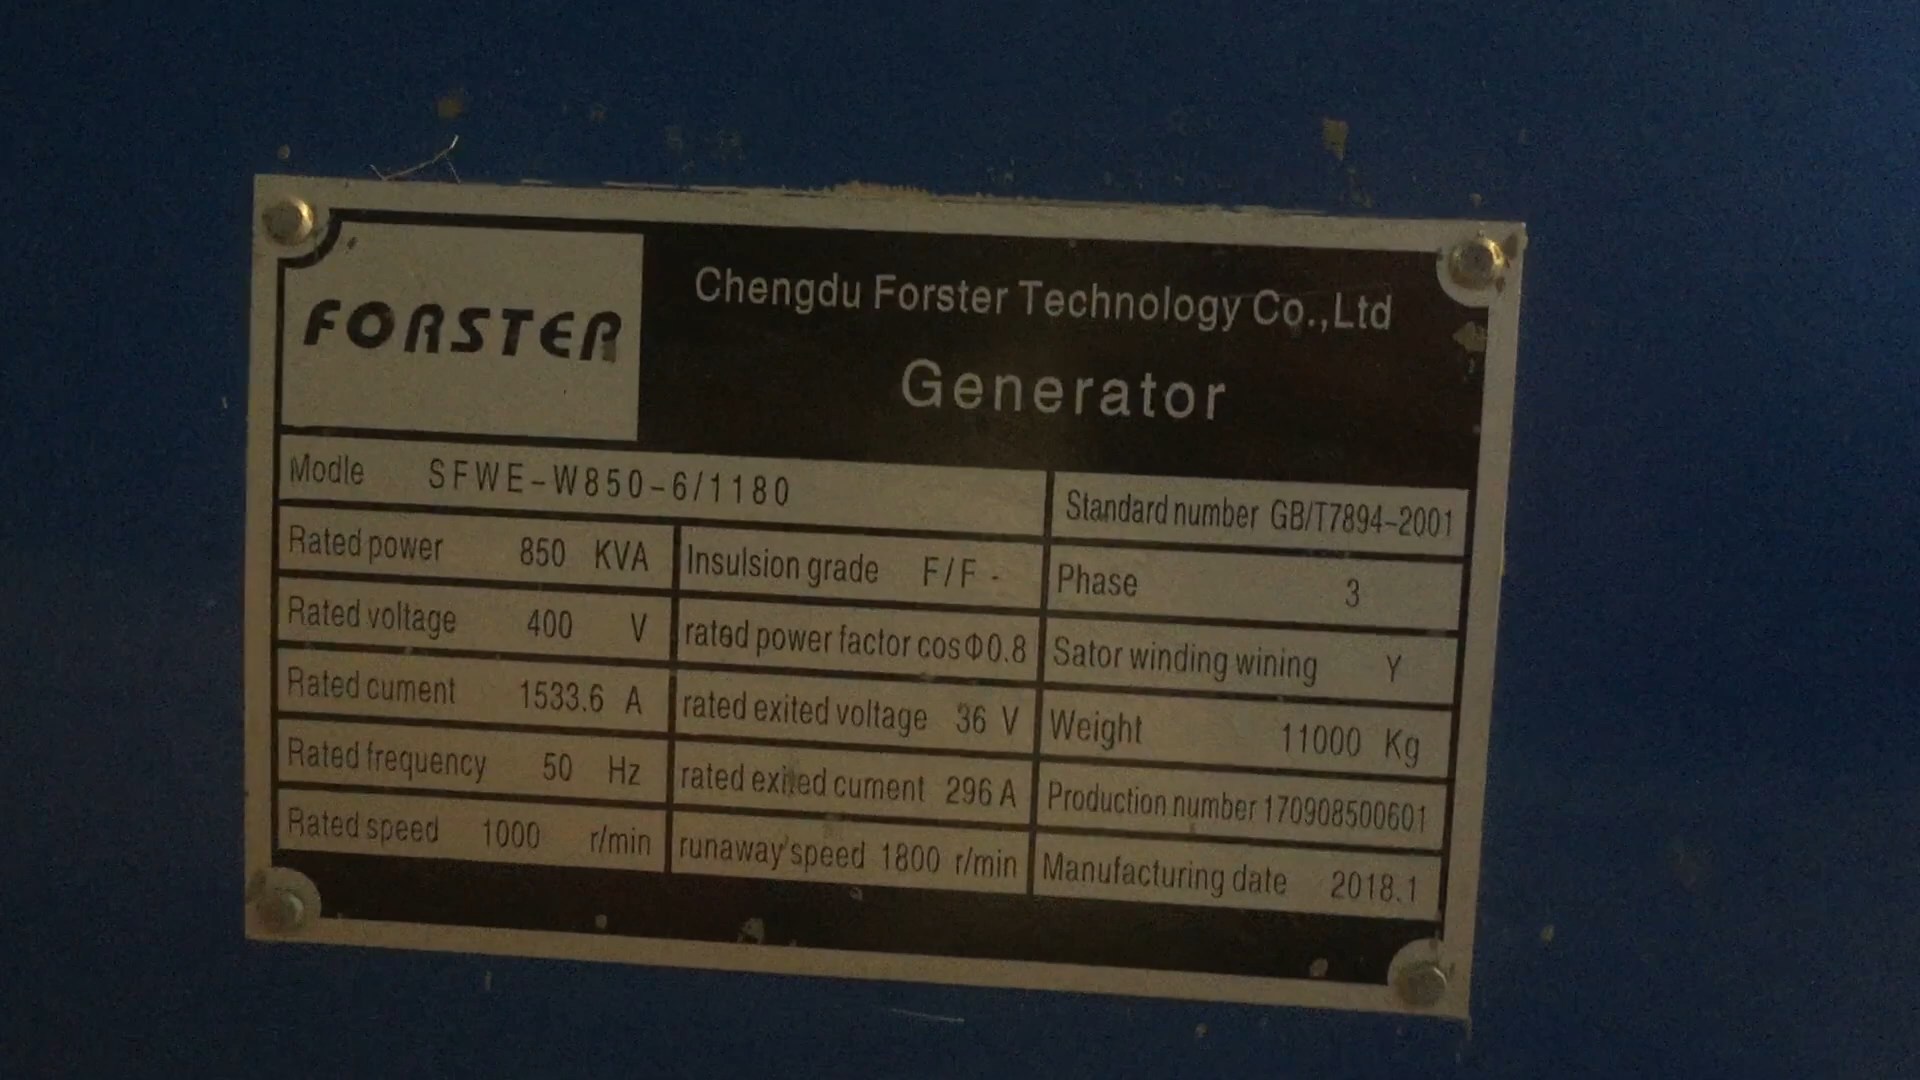 FORSTER
Chengdu Forster Technology Co.,Ltd
Generator
Modle SFWE-W850-6/1180
Standard number GB/T7894-2001
Rated power 850 KVA
Insulsion grade F/F -
Phase 3
Rated voltage 400 V
rated power factor cosΦ0.8
Sator winding wining Y
Rated cument 1533.6 A
rated exited voltage 36 V
Weight 11000 Kg
Rated frequency 50 Hz
rated exited cument 296 A
Production number 170908500601
Rated speed 1000 r/min
runaway speed 1800 r/min
Manufacturing date 2018.1